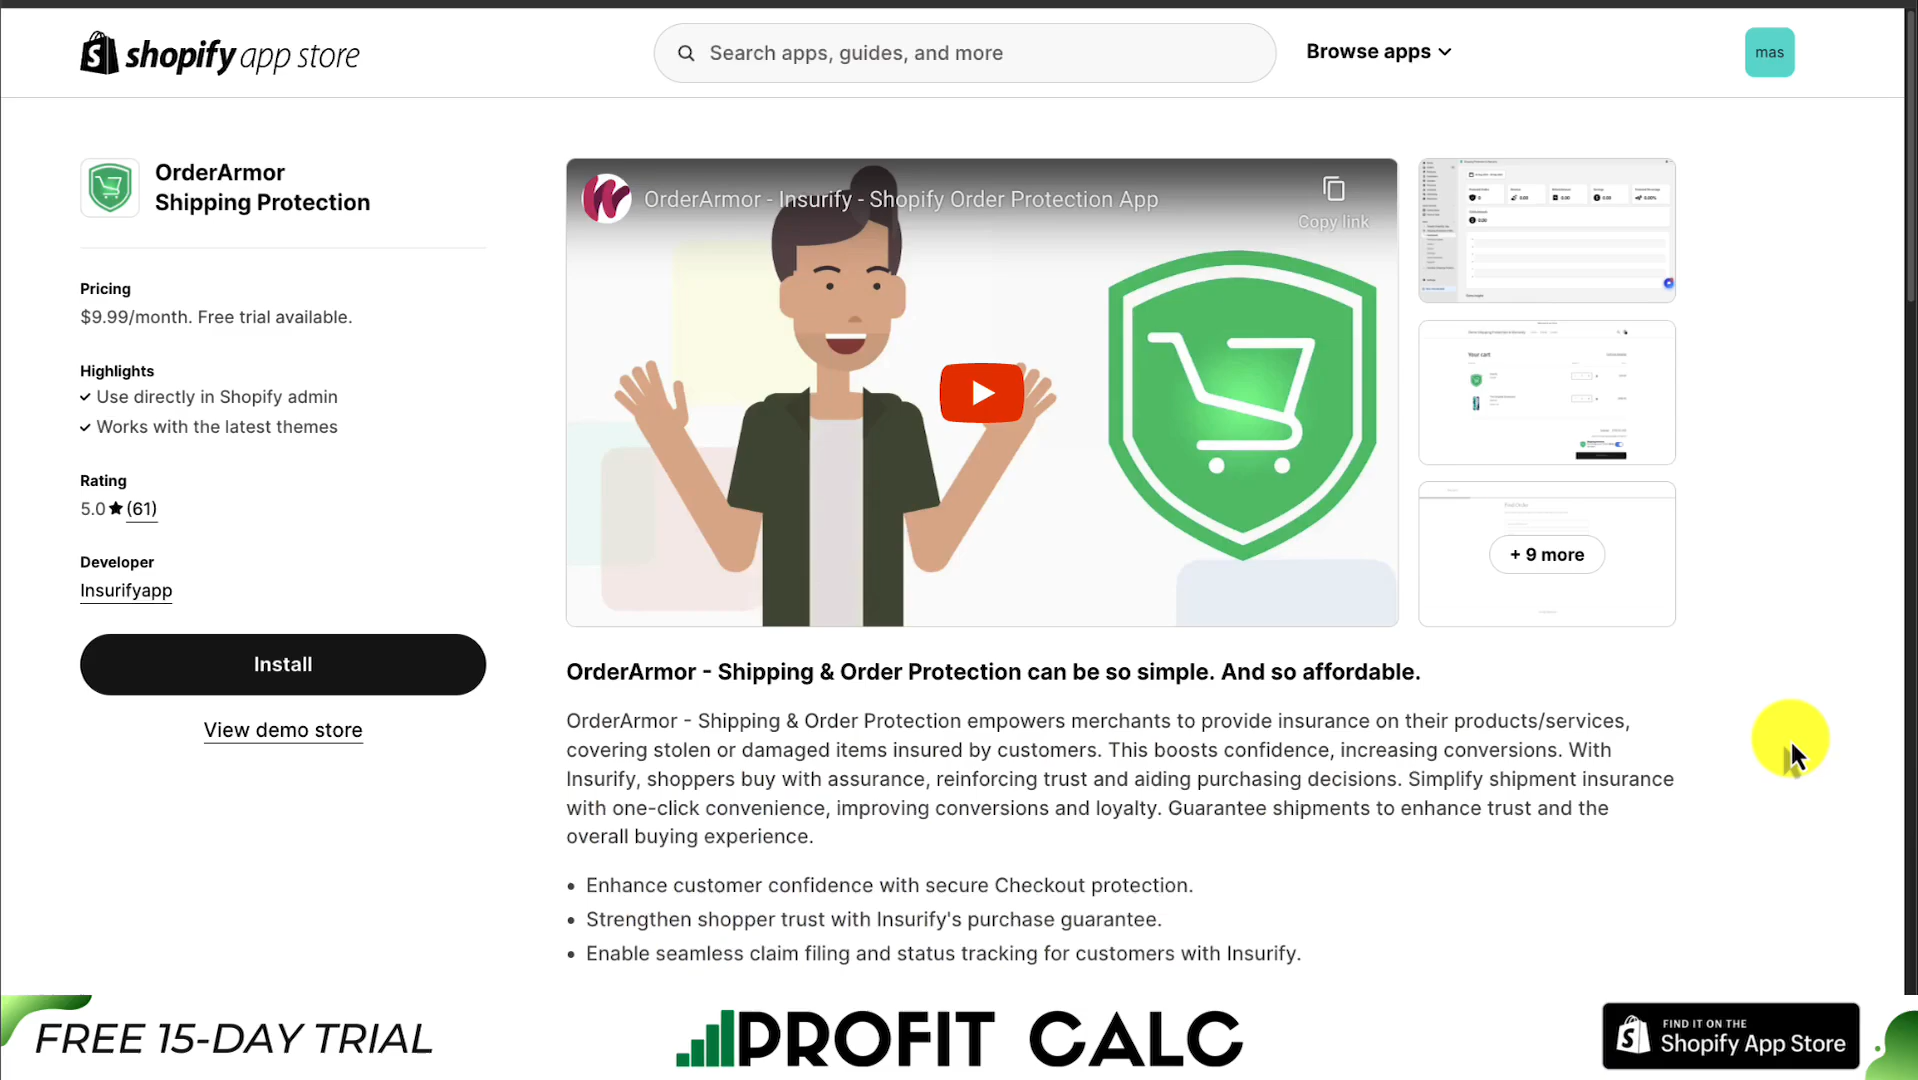 shopify app store
Search apps, guides, and more
Browse apps
mas
OrderArmor
Shipping Protection
Pricing
$9.99/month. Free trial available.
Highlights
Use directly in Shopify admin
Works with the latest themes
Rating
5.0★ (61)
Developer
Insurifyapp
Install
View demo store
OrderArmor - Insurify - Shopify Order Protection App
Copy link
Your cart
Find Order
+ 9 more
OrderArmor - Shipping & Order Protection can be so simple. And so affordable.
OrderArmor - Shipping & Order Protection empowers merchants to provide insurance on their products/services,
covering stolen or damaged items insured by customers. This boosts confidence, increasing conversions. With
Insurify, shoppers buy with assurance, reinforcing trust and aiding purchasing decisions. Simplify shipment insurance
with one-click convenience, improving conversions and loyalty. Guarantee shipments to enhance trust and the
overall buying experience.
• Enhance customer confidence with secure Checkout protection.
• Strengthen shopper trust with Insurify's purchase guarantee.
• Enable seamless claim filing and status tracking for customers with Insurify.
FREE 15-DAY TRIAL
PROFIT CALC
FIND IT ON THE
Shopify App Store